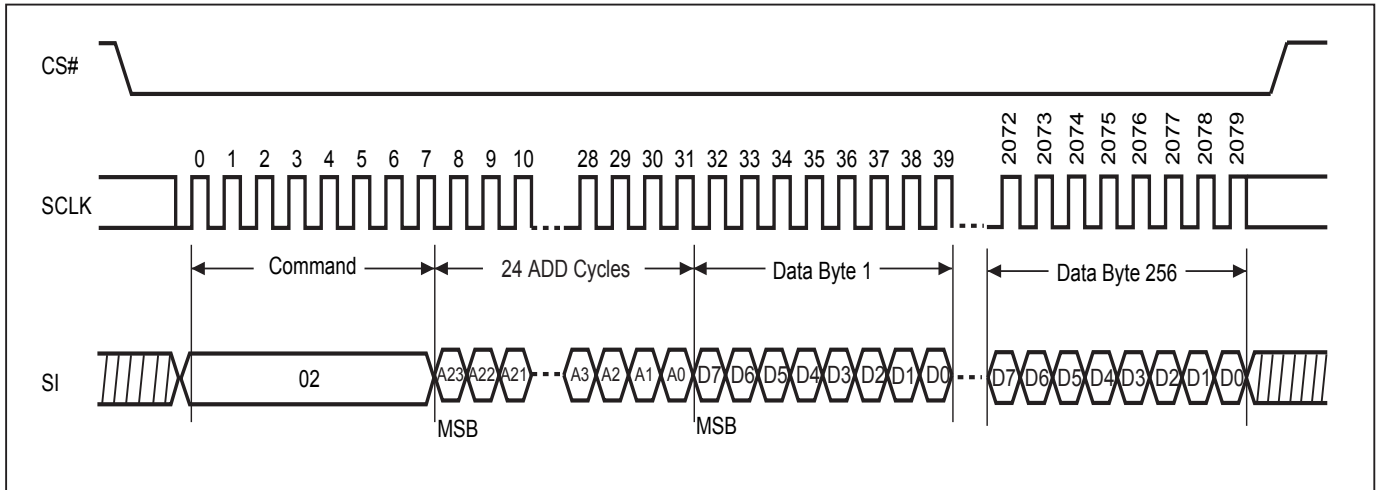 CS#
2072 2073 2074 2075 2076 2077 2078 2079
0 1 2 3 4 5 6 7 8 9 10 28 29 30 31 32 33 34 35 36 37 38 39
SCLK
Command 24 ADD Cycles Data Byte 1 Data Byte 256
SI 02 A23 A22 A21 A3 A2 A1 A0 D7 D6 D5 D4 D3 D2 D1 D0 D7 D6 D5 D4 D3 D2 D1 D0
MSB MSB